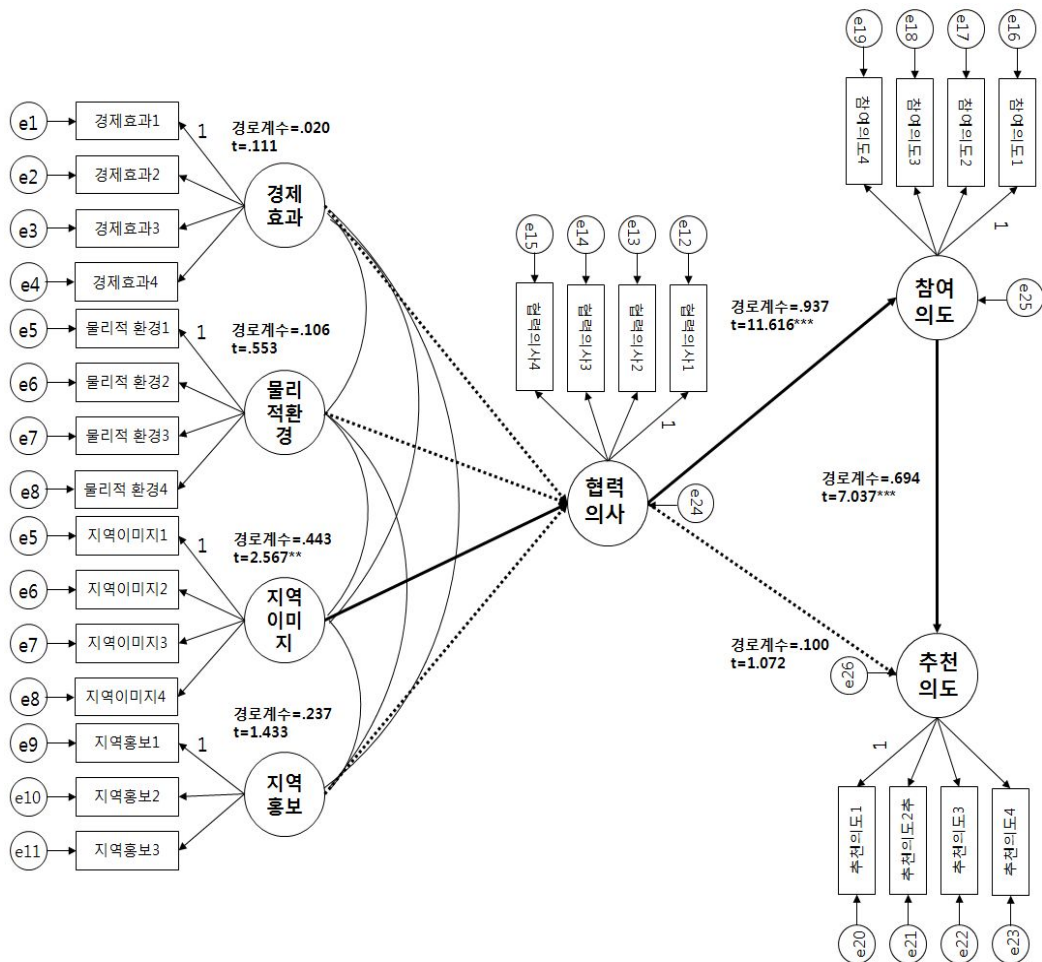 e19
e18
e17
e16
참여의도4
참여의도3
참여의도2
참여의도1
1
e1
경제효과1
1
경로계수=.020
t=.111
e2
경제효과2
경제
효과
e3
경제효과3
e4
경제효과4
e15
e14
e13
e12
협력의사4
협력의사3
협력의사2
협력의사1
1
참여
의도
e25
경로계수=.937
t=11.616***
e5
물리적 환경1
1
경로계수=.106
t=.553
e6
물리적 환경2
물리
적환
경
e7
물리적 환경3
e8
물리적 환경4
협력
의사
e24
경로계수=.694
t=7.037***
e5
지역이미지1
1
경로계수=.443
t=2.567**
e6
지역이미지2
지역
이미
지
e7
지역이미지3
e8
지역이미지4
경로계수=.100
t=1.072
e26
추천
의도
e9
지역홍보1
1
경로계수=.237
t=1.433
e10
지역홍보2
지역
홍보
e11
지역홍보3
1
추천의도1
추천의도2추
추천의도3
추천의도4
e20
e21
e22
e23